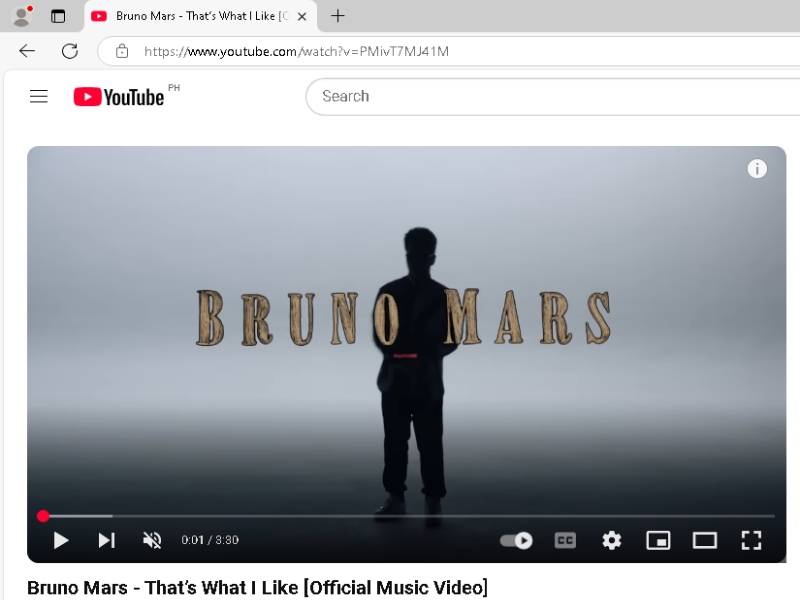 Bruno Mars - That's What I Like [
https://www.youtube.com/watch?v=PMivT7MJ41M
YouTube PH
Search
BRUNO MARS
0:01 / 3:30
CC
Bruno Mars - That's What I Like [Official Music Video]